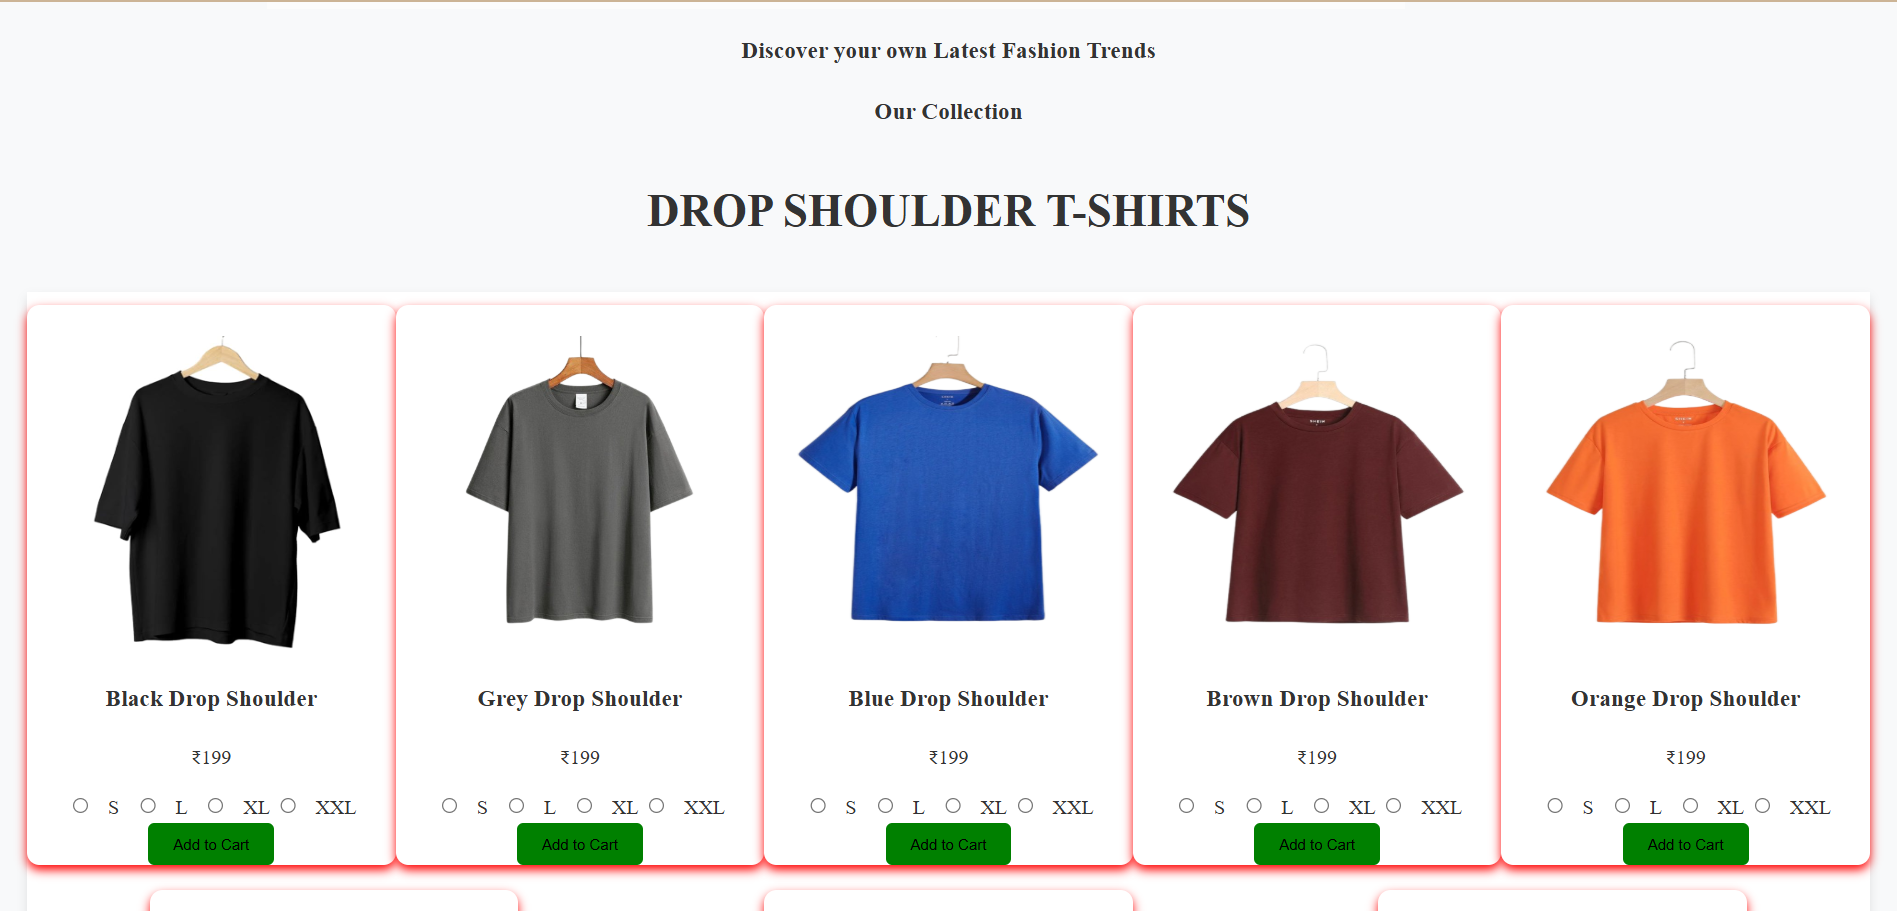 Discover your own Latest Fashion Trends
Our Collection
DROP SHOULDER T-SHIRTS
Black Drop Shoulder
₹199
S L XL XXL
Add to Cart
Grey Drop Shoulder
₹199
S L XL XXL
Add to Cart
Blue Drop Shoulder
₹199
S L XL XXL
Add to Cart
Brown Drop Shoulder
₹199
S L XL XXL
Add to Cart
Orange Drop Shoulder
₹199
S L XL XXL
Add to Cart